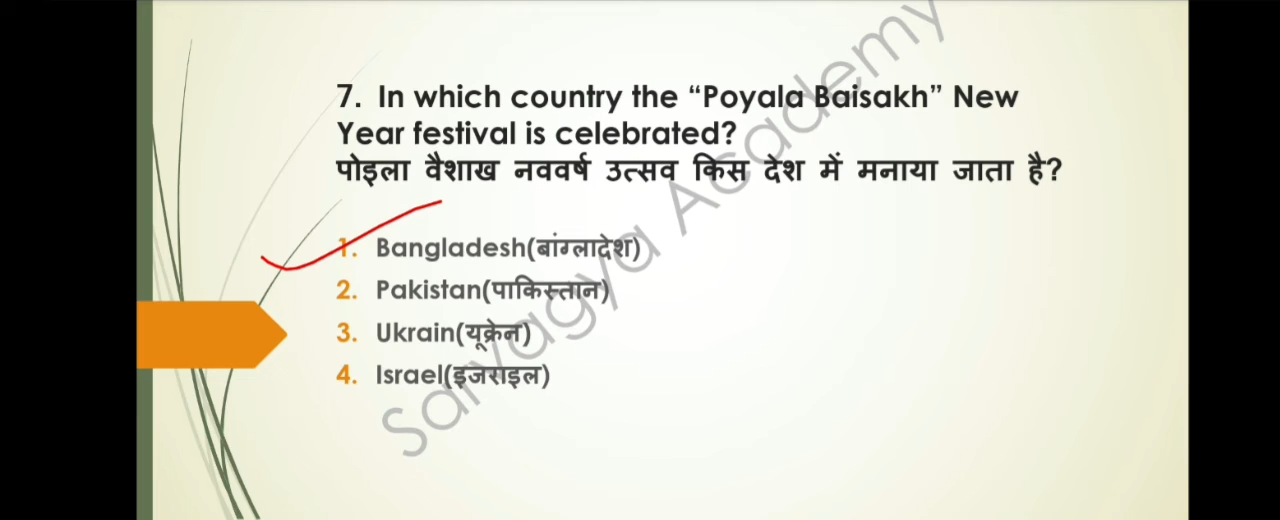 7. In which country the “Poyala Baisakh” New
Year festival is celebrated?
पोइला वैशाख नववर्ष उत्सव किस देश में मनाया जाता है?
1. Bangladesh(बांग्लादेश)
2. Pakistan(पाकिस्तान)
3. Ukrain(यूक्रेन)
4. Israel(इजराइल)
Sarvagya Academy